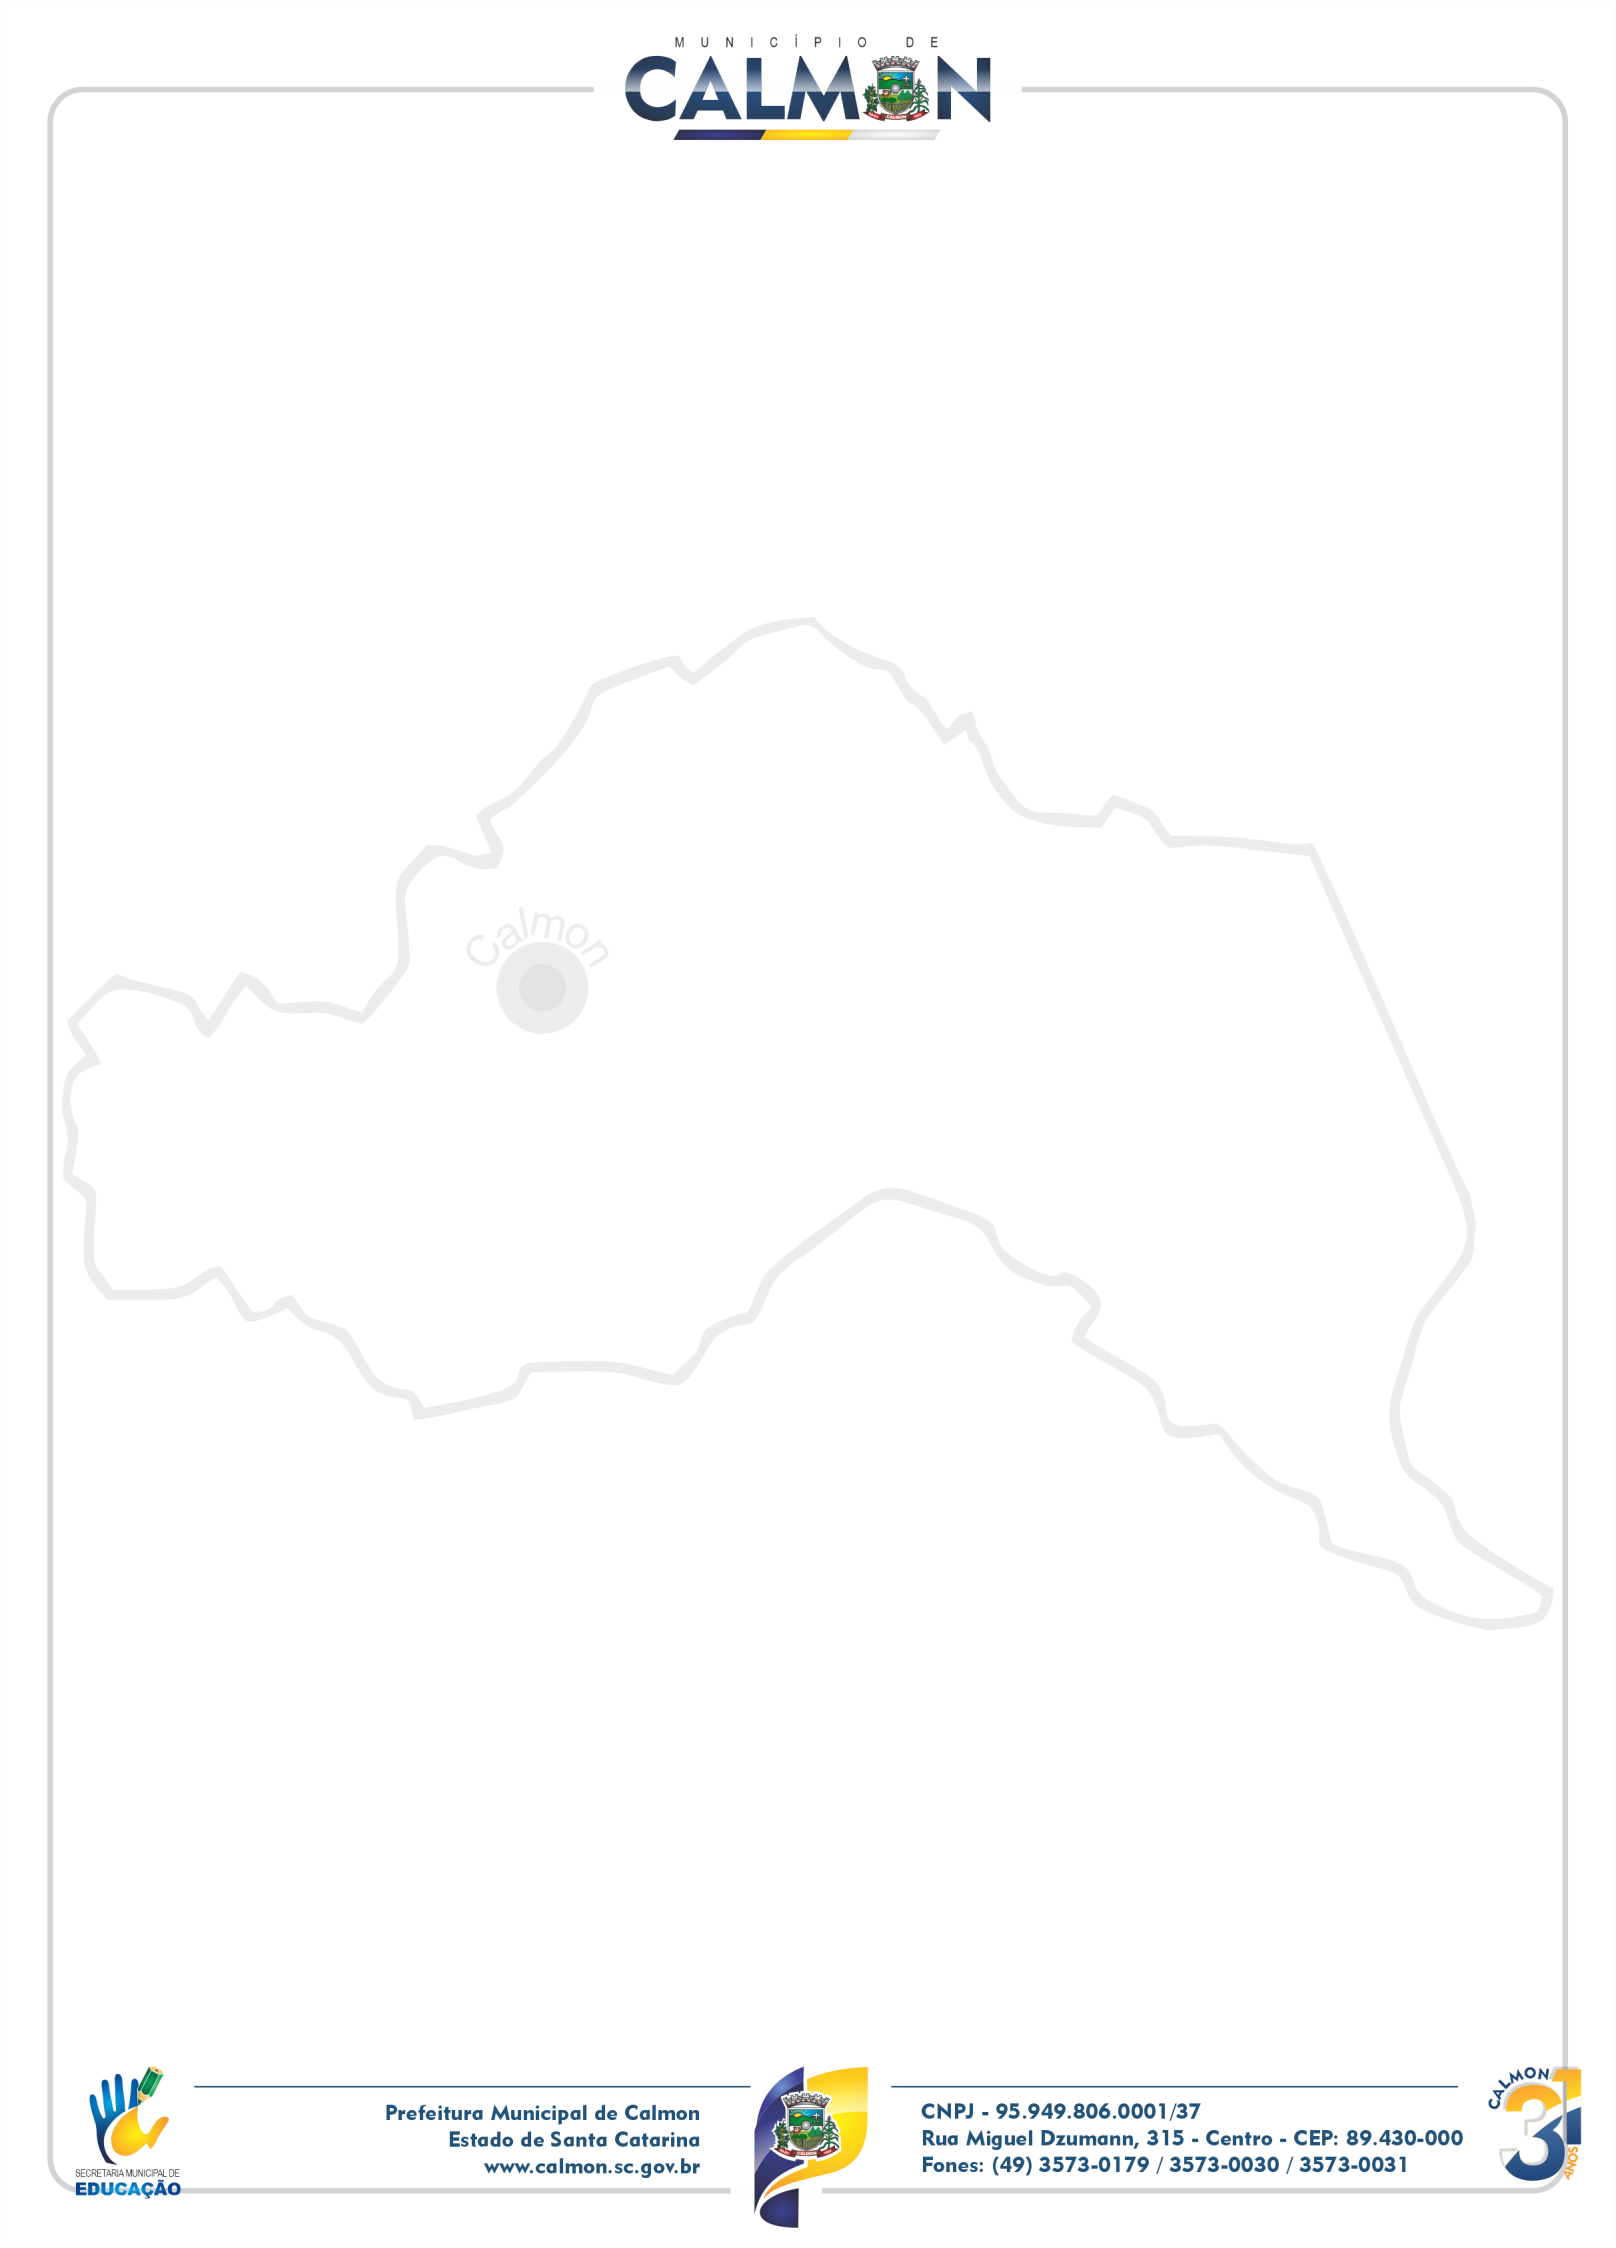 MUNICÍPIO DE
CALMON
CALMON
Calmon
SECRETARIA MUNICIPAL DE
EDUCAÇÃO
Prefeitura Municipal de Calmon
Estado de Santa Catarina
www.calmon.sc.gov.br
CNPJ - 95.949.806.0001/37
Rua Miguel Dzumann, 315 - Centro - CEP: 89.430-000
Fones: (49) 3573-0179 / 3573-0030 / 3573-0031
CALMON
31
ANOS